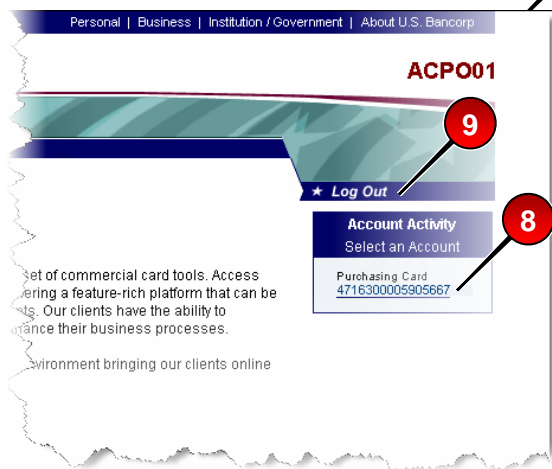 Personal | Business | Institution / Government | About U.S. Bancorp
ACPO01
9
★ Log Out
Account Activity
8
Select an Account
Purchasing Card
4716300005905667
set of commercial card tools. Access
ering a feature-rich platform that can be
ts. Our clients have the ability to
ance their business processes.
vironment bringing our clients online